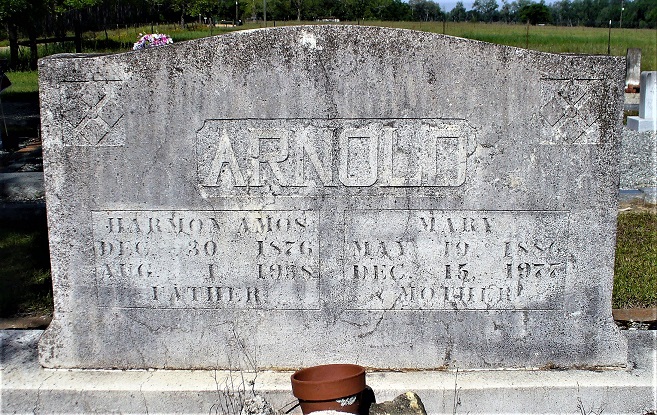 ARNOLD
HARMON AMOS
DEC. 30 1876
AUG. 1 1958
FATHER
MARY
MAY 19 1886
DEC. 15 1977
MOTHER